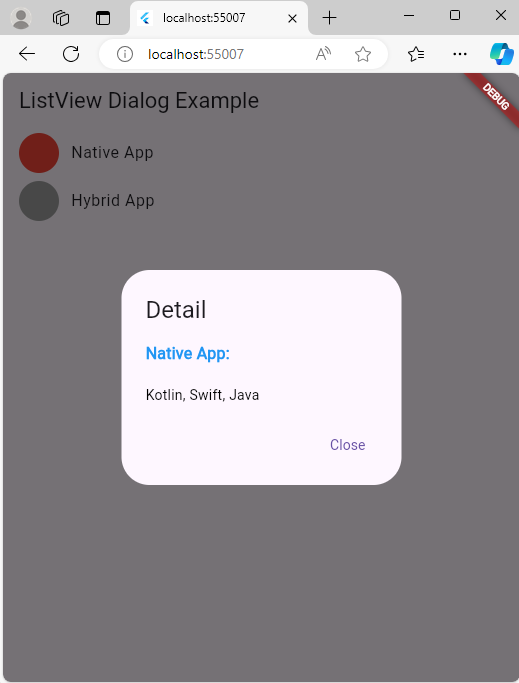 localhost:55007
localhost:55007
ListView Dialog Example
DEBUG
Native App
Hybrid App
Detail
Native App:
Kotlin, Swift, Java
Close